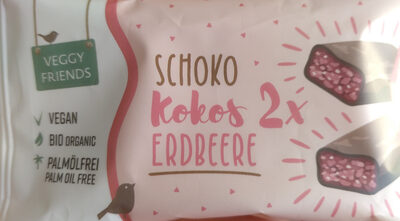 VEGGY
FRIENDS
VEGAN
BIO ORGANIC
PALMÖLFREI
PALM OIL FREE
SCHOKO
Kokos 2x
ERDBEERE